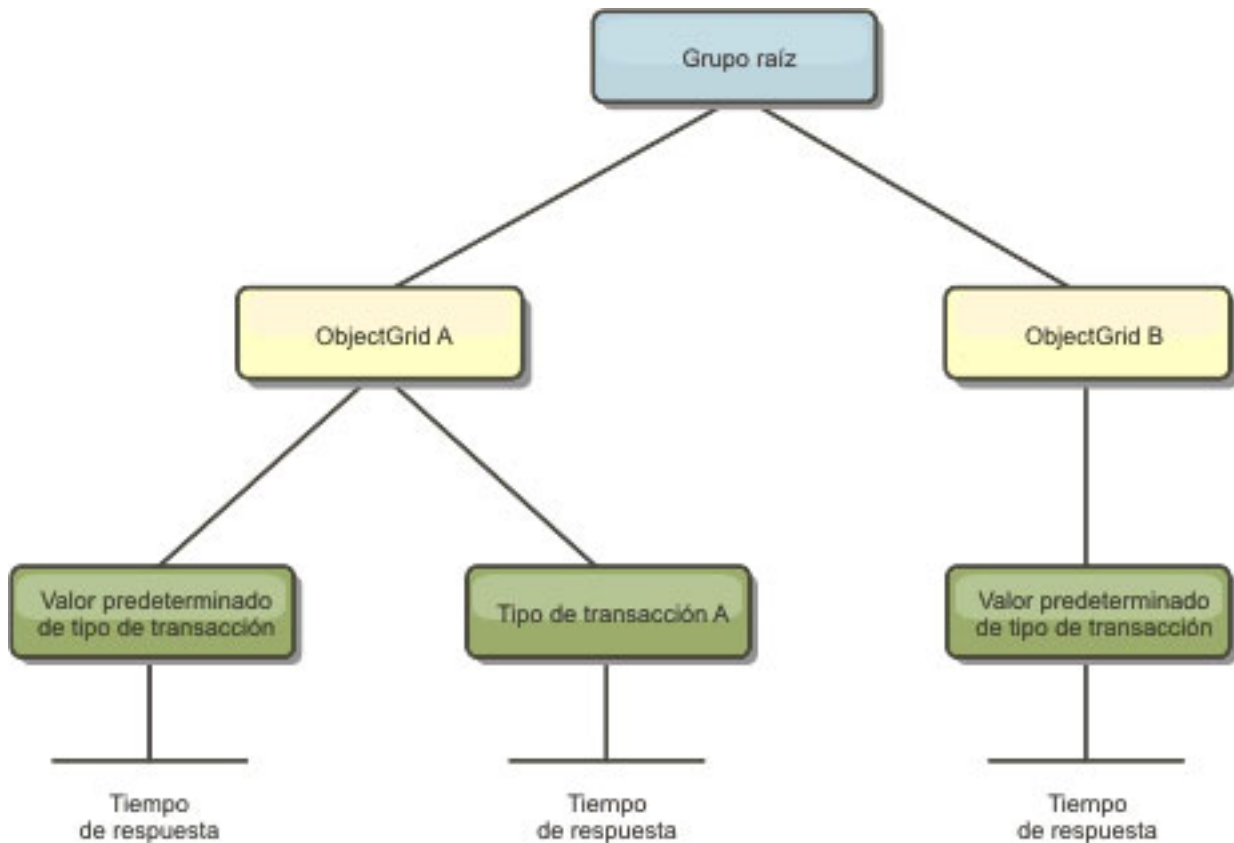 Grupo raíz
ObjectGrid A
ObjectGrid B
Valor predeterminado
de tipo de transacción
Tipo de transacción A
Valor predeterminado
de tipo de transacción
Tiempo
de respuesta
Tiempo
de respuesta
Tiempo
de respuesta